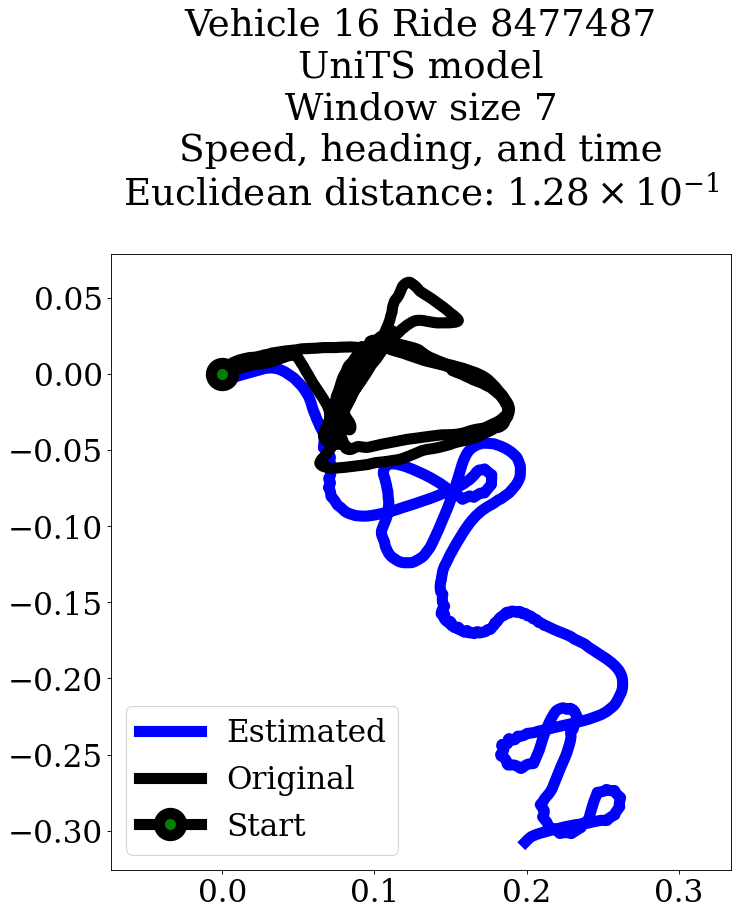 Vehicle 16 Ride 8477487
UniTS model
Window size 7
Speed, heading, and time
Euclidean distance: 1.28 × 10⁻¹
0.05
0.00
−0.05
−0.10
−0.15
−0.20
−0.25
−0.30
Estimated
Original
Start
0.0 0.1 0.2 0.3